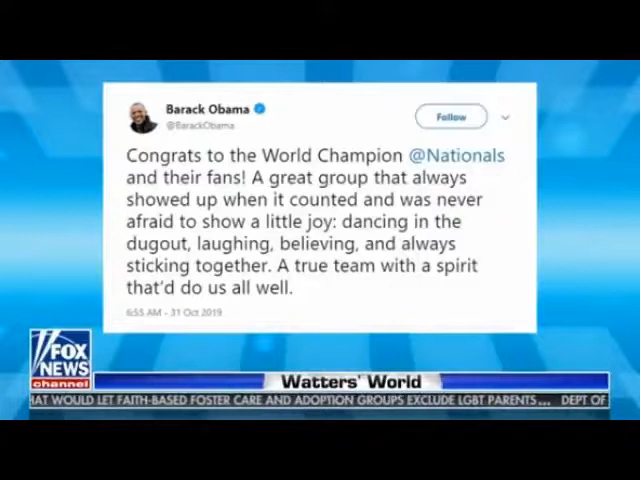 Barack Obama
@BarackObama
Follow
Congrats to the World Champion @Nationals
and their fans! A great group that always
showed up when it counted and was never
afraid to show a little joy: dancing in the
dugout, laughing, believing, and always
sticking together. A true team with a spirit
that'd do us all well.
6:55 AM - 31 Oct 2019
FOX
NEWS
channel
Watters' World
HAT WOULD LET FAITH-BASED FOSTER CARE AND ADOPTION GROUPS EXCLUDE LGBT PARENTS... DEPT OF